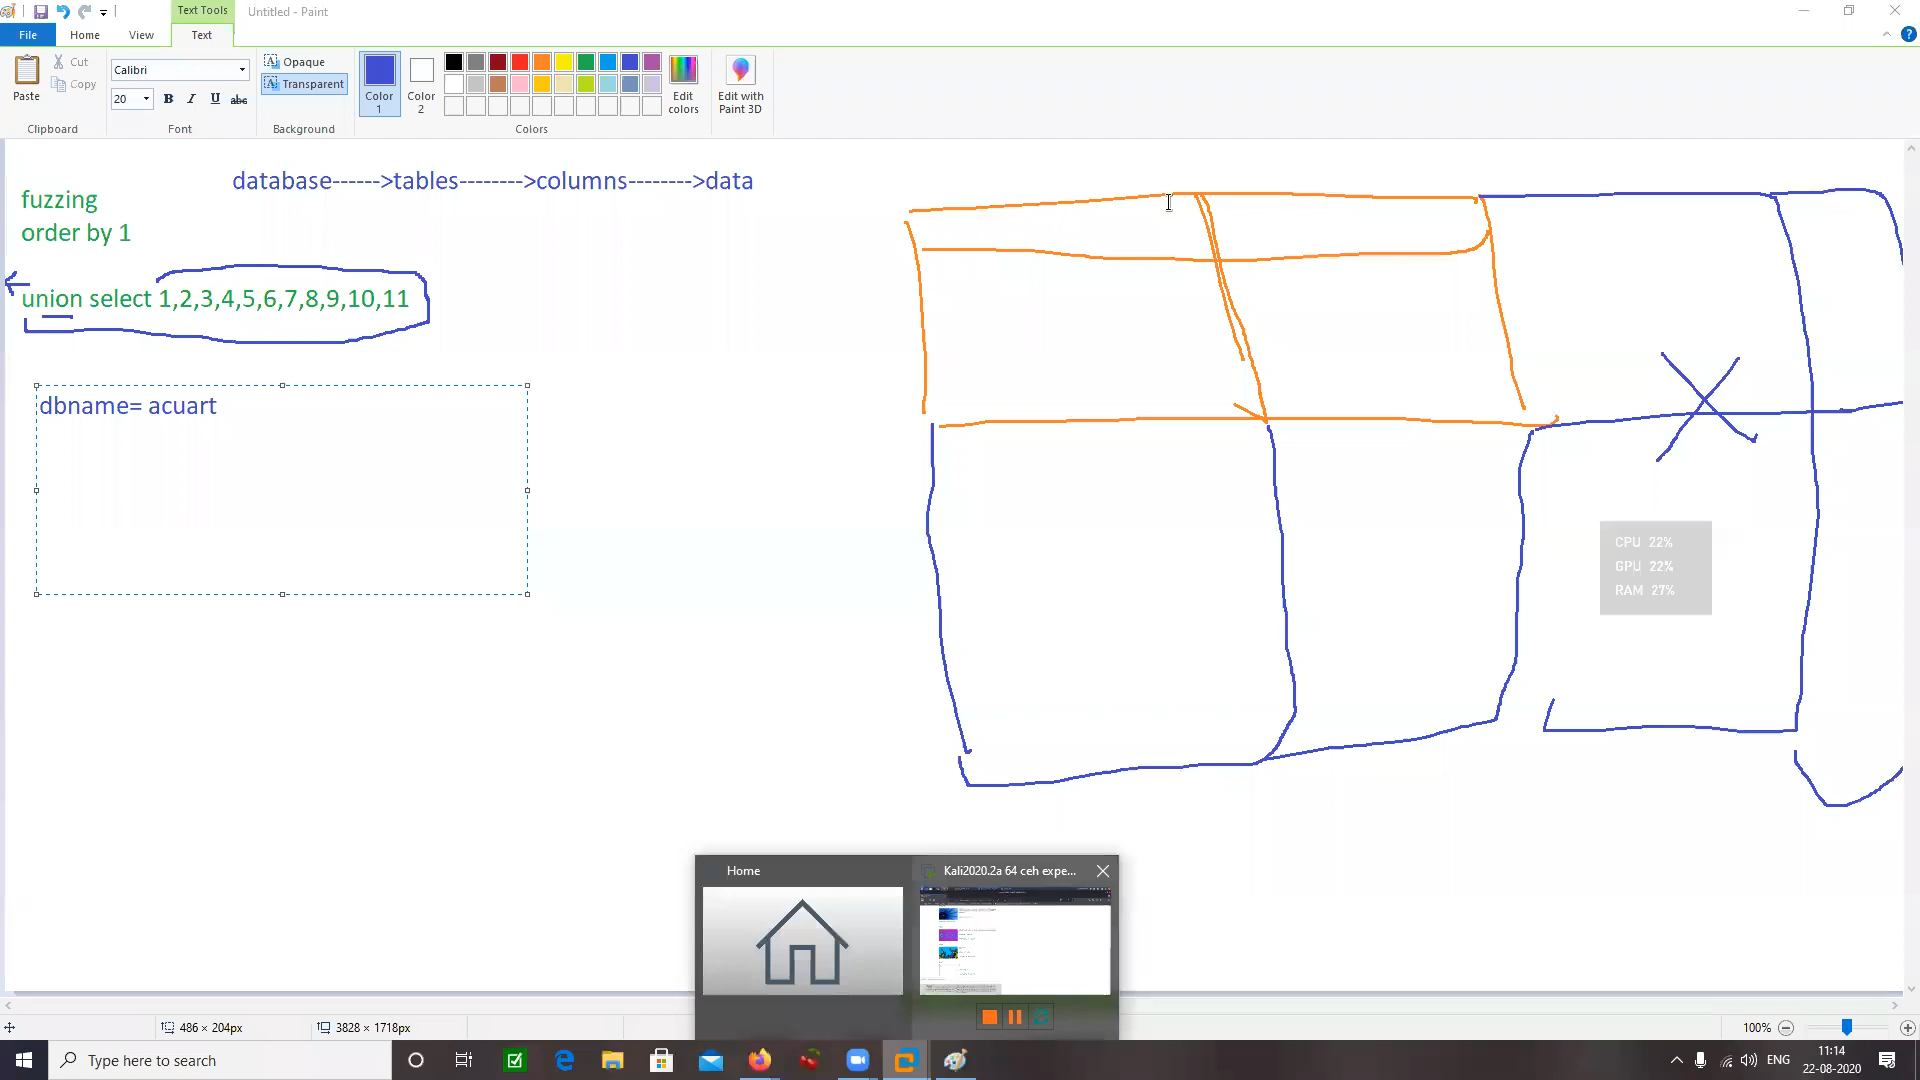 Text Tools
Untitled - Paint
File
Home
View
Text
Paste
Cut
Copy
Clipboard
Calibri
20
B
I
U
abc
Font
Opaque
Transparent
Background
Color 1
Color 2
Edit colors
Colors
Edit with Paint 3D
database------>tables-------->columns-------->data
fuzzing
order by 1
union select 1,2,3,4,5,6,7,8,9,10,11
dbname= acuart
CPU 22%
GPU 22%
RAM 27%
Home
Kali2020.2a 64 ceh expe...
486 × 204px
3828 × 1718px
100%
Type here to search
ENG
11:14
22-08-2020